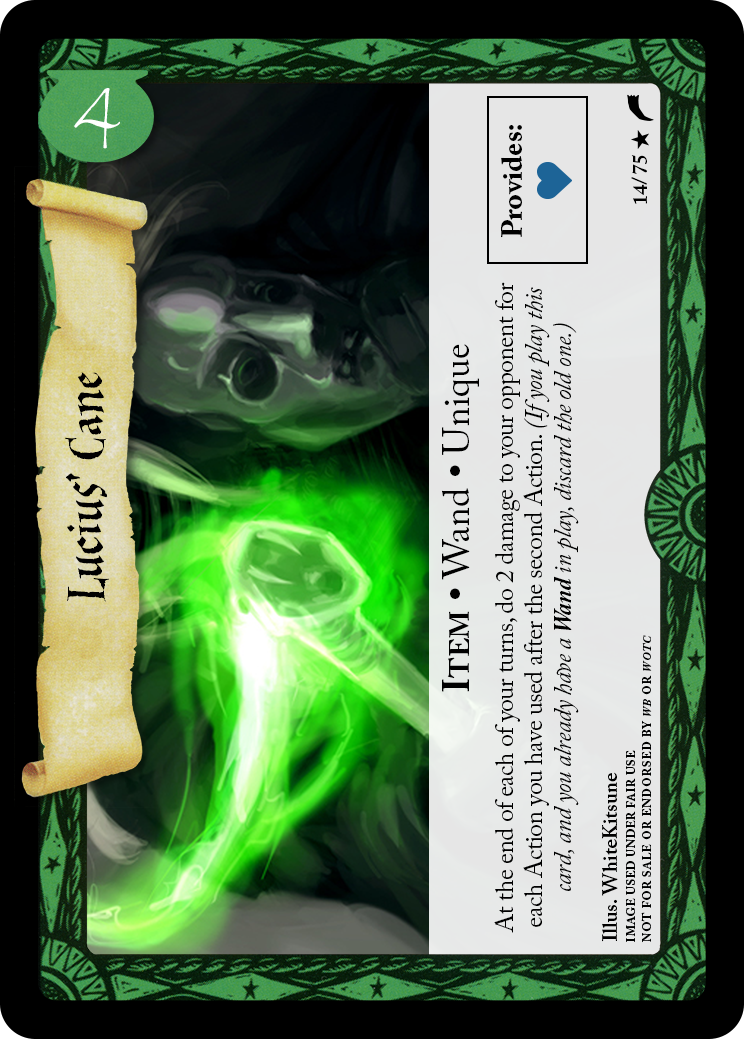 4
Lucius' Cane
ITEM • Wand • Unique
Provides:
At the end of each of your turns, do 2 damage to your opponent for
each Action you have used after the second Action. (If you play this
card, and you already have a Wand in play, discard the old one.)
Illus. WhiteKitsune
IMAGE USED UNDER FAIR USE
NOT FOR SALE OR ENDORSED BY WB OR WOTC
14/75 ★